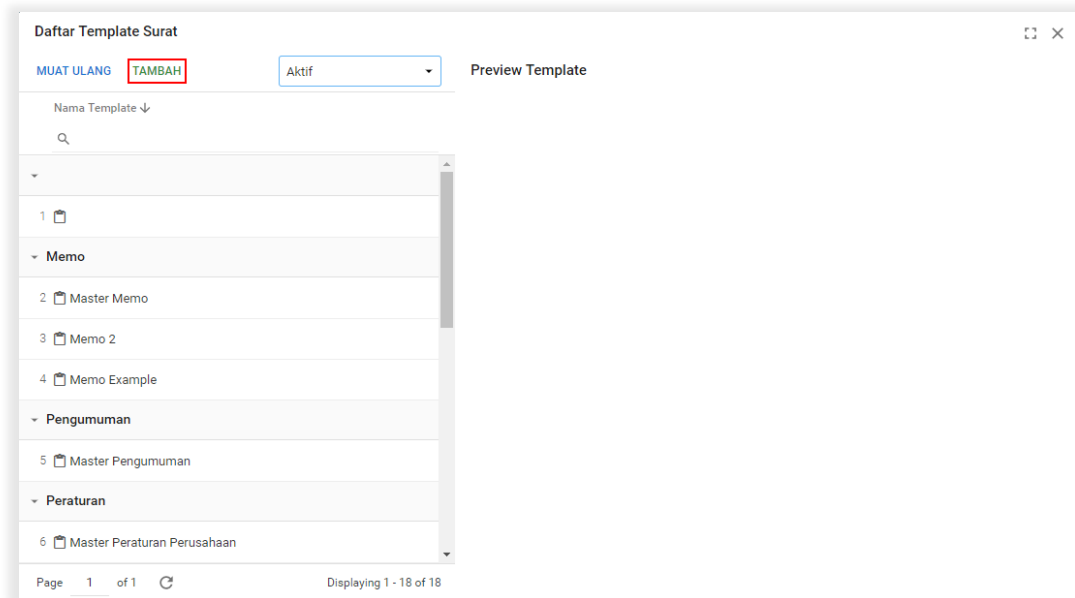 Daftar Template Surat
MUAT ULANG TAMBAH Aktif Preview Template
Nama Template
1
Memo
2 Master Memo
3 Memo 2
4 Memo Example
Pengumuman
5 Master Pengumuman
Peraturan
6 Master Peraturan Perusahaan
Page 1 of 1 Displaying 1 - 18 of 18